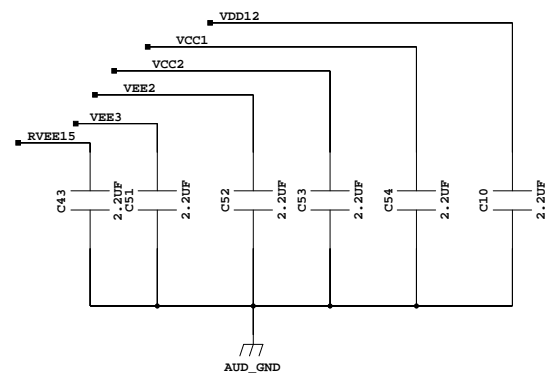 VDD12
VCC1
VCC2
VEE2
VEE3
RVEE15
C43
2.2UF
C51
2.2UF
C52
2.2UF
C53
2.2UF
C54
2.2UF
C10
2.2UF
AUD_GND